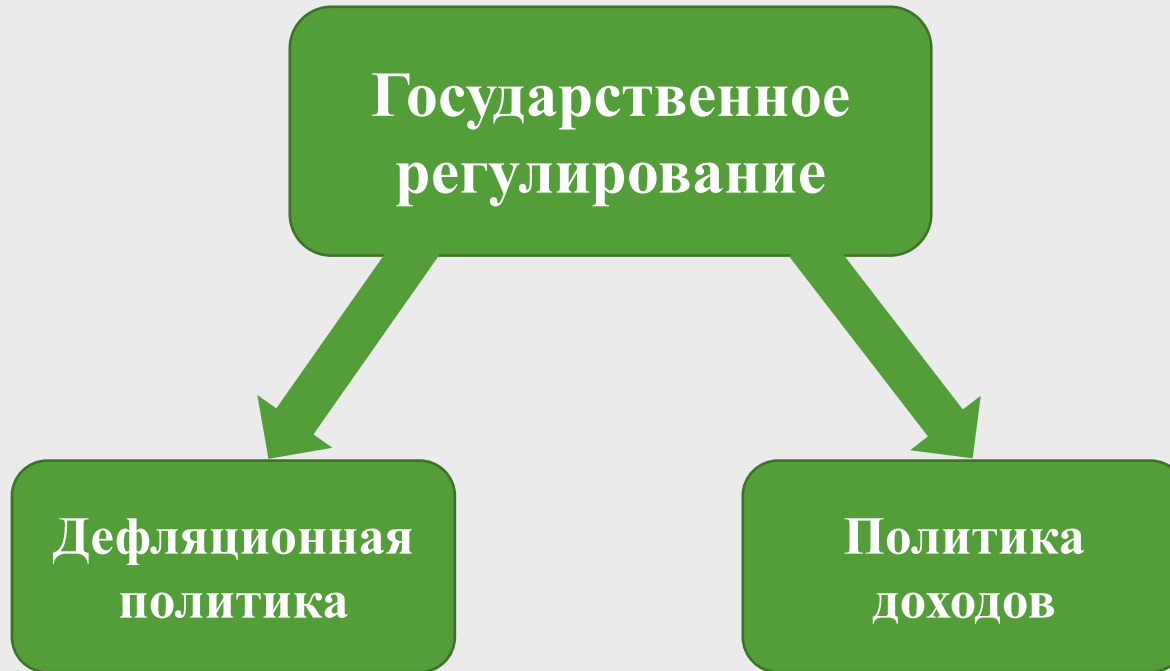 Государственное
регулирование
Дефляционная
политика
Политика
доходов